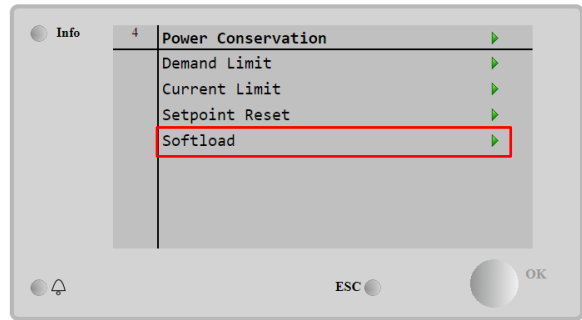 Info
4 Power Conservation
Demand Limit
Current Limit
Setpoint Reset
Softload
ESC
OK